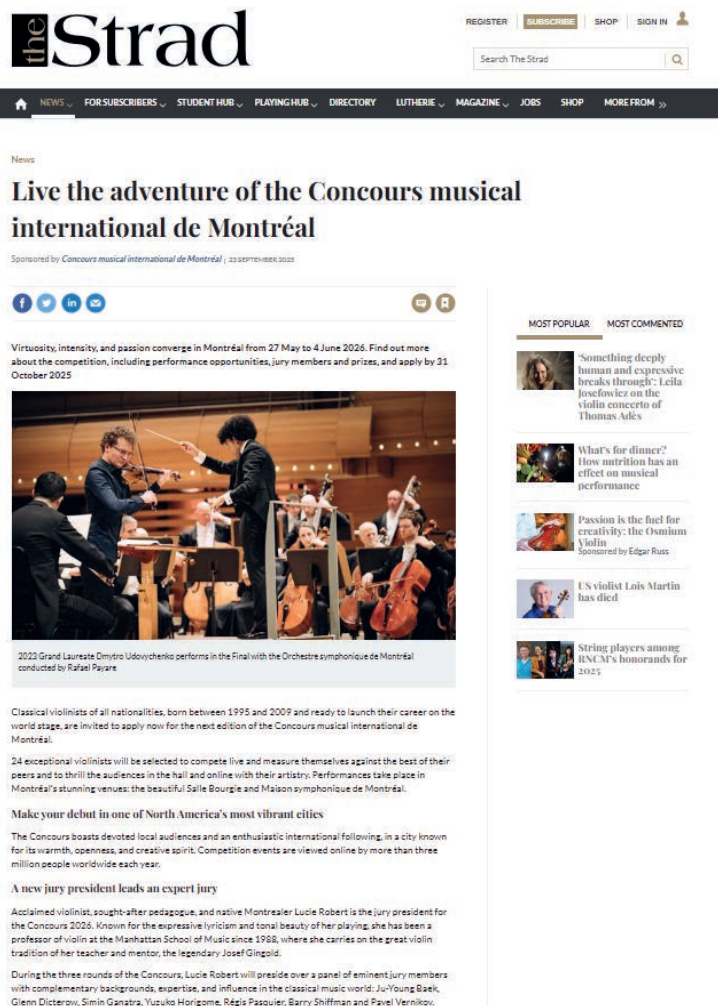 the Strad
REGISTER SUBSCRIBE SHOP SIGN IN
Search The Strad
NEWS FOR SUBSCRIBERS STUDENT HUB PLAYING HUB DIRECTORY LUTHERIE MAGAZINE JOBS SHOP MORE FROM
News
Live the adventure of the Concours musical
international de Montréal
Sponsored by Concours musical international de Montréal | 23 SEPTEMBER 2025
Virtuosity, intensity, and passion converge in Montréal from 27 May to 4 June 2026. Find out more
about the competition, including performance opportunities, jury members and prizes, and apply by 31
October 2025
2023 Grand Laureate Dmytro Udovychenko performs in the Final with the Orchestre symphonique de Montréal
conducted by Rafael Payare
Classical violinists of all nationalities, born between 1995 and 2009 and ready to launch their career on the
world stage, are invited to apply now for the next edition of the Concours musical international de
Montréal.
24 exceptional violinists will be selected to compete live and measure themselves against the best of their
peers and to thrill the audiences in the hall and online with their artistry. Performances take place in
Montréal's stunning venues: the beautiful Salle Bourgie and Maison symphonique de Montréal.
Make your debut in one of North America's most vibrant cities
The Concours boasts devoted local audiences and an enthusiastic international following, in a city known
for its warmth, openness, and creative spirit. Competition events are viewed online by more than three
million people worldwide each year.
A new jury president leads an expert jury
Acclaimed violinist, sought-after pedagogue, and native Montrealer Lucie Robert is the jury president for
the Concours 2026. Known for the expressive lyricism and tonal beauty of her playing, she has been a
professor of violin at the Manhattan School of Music since 1988, where she carries on the great violin
tradition of her teacher and mentor, the legendary Josef Gingold.
During the three rounds of the Concours, Lucie Robert will preside over a panel of eminent jury members
with complementary backgrounds, expertise, and influence in the classical music world: Ju-Young Baek,
Glenn Dicterow, Simin Ganatra, Yuzuko Horigome, Régis Pasquier, Barry Shiffman and Pavel Vernikov.
MOST POPULAR MOST COMMENTED
'Something deeply
human and expressive
breaks through': Leila
Josefowicz on the
violin concerto of
Thomas Adès
What's for dinner?
How nutrition has an
effect on musical
performance
Passion is the fuel for
creativity: the Osmium
Violin
Sponsored by Edgar Russ
US violist Lois Martin
has died
String players among
RNCM's honorands for
2025